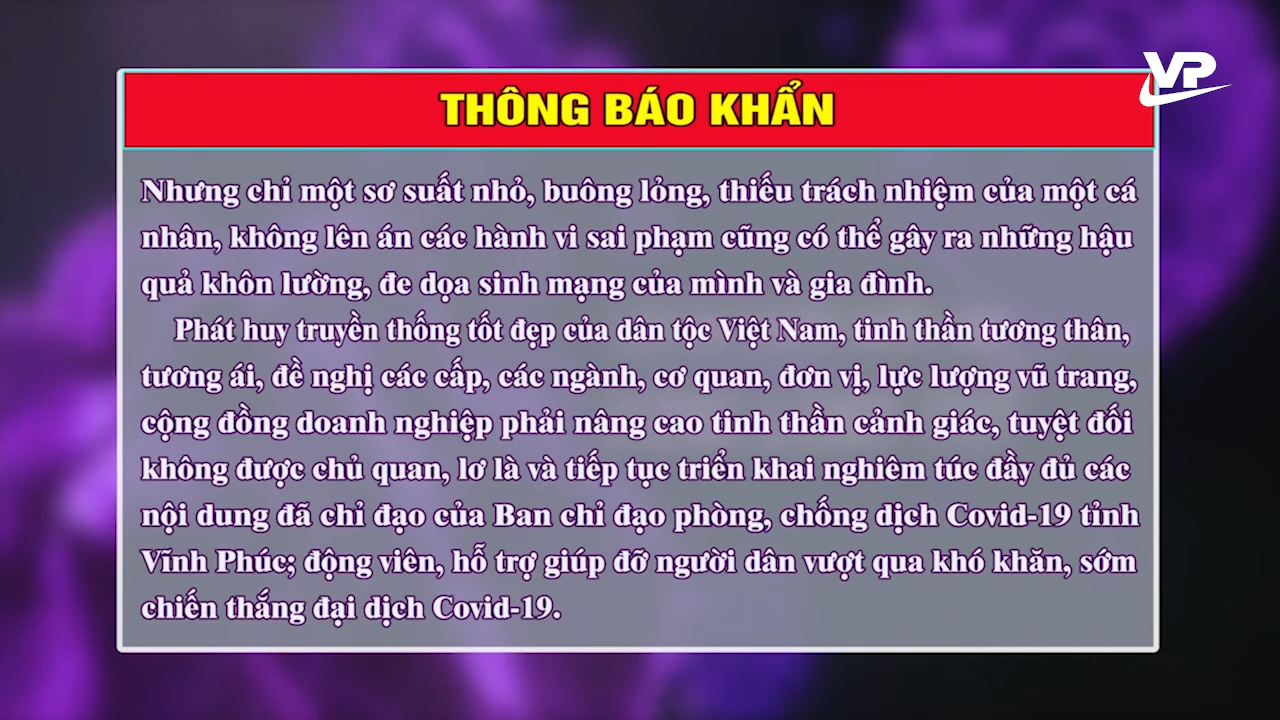 VP
THÔNG BÁO KHẨN
Nhưng chỉ một sơ suất nhỏ, buông lỏng, thiếu trách nhiệm của một cá
nhân, không lên án các hành vi sai phạm cũng có thể gây ra những hậu
quả khôn lường, đe dọa sinh mạng của mình và gia đình.
Phát huy truyền thống tốt đẹp của dân tộc Việt Nam, tinh thần tương thân,
tương ái, đề nghị các cấp, các ngành, cơ quan, đơn vị, lực lượng vũ trang,
cộng đồng doanh nghiệp phải nâng cao tinh thần cảnh giác, tuyệt đối
không được chủ quan, lơ là và tiếp tục triển khai nghiêm túc đầy đủ các
nội dung đã chỉ đạo của Ban chỉ đạo phòng, chống dịch Covid-19 tỉnh
Vĩnh Phúc; động viên, hỗ trợ giúp đỡ người dân vượt qua khó khăn, sớm
chiến thắng đại dịch Covid-19.